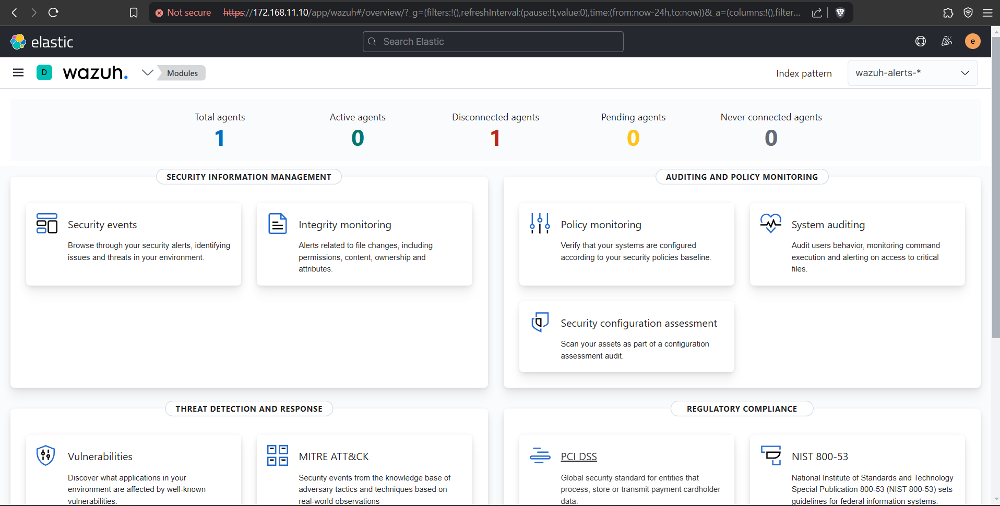 Not secure https://172.168.11.10/app/wazuh#/overview/?_g=(filters:!(),refreshInterval:(pause:!t,value:0),time:(from:now-24h,to:now))&_a=(columns:!(),filter...
elastic
Search Elastic
e
D
wazuh.
Modules
Index pattern
wazuh-alerts-*
Total agents
1
Active agents
0
Disconnected agents
1
Pending agents
0
Never connected agents
0
SECURITY INFORMATION MANAGEMENT
Security events
Browse through your security alerts, identifying
issues and threats in your environment.
Integrity monitoring
Alerts related to file changes, including
permissions, content, ownership and
attributes.
AUDITING AND POLICY MONITORING
Policy monitoring
Verify that your systems are configured
according to your security policies baseline.
System auditing
Audit users behavior, monitoring command
execution and alerting on access to critical
files.
Security configuration assessment
Scan your assets as part of a configuration
assessment audit.
THREAT DETECTION AND RESPONSE
Vulnerabilities
Discover what applications in your
environment are affected by well-known
vulnerabilities.
MITRE ATT&CK
Security events from the knowledge base of
adversary tactics and techniques based on
real-world observations
REGULATORY COMPLIANCE
PCI DSS
Global security standard for entities that
process, store or transmit payment cardholder
data.
NIST 800-53
National Institute of Standards and Technology
Special Publication 800-53 (NIST 800-53) sets
guidelines for federal information systems.